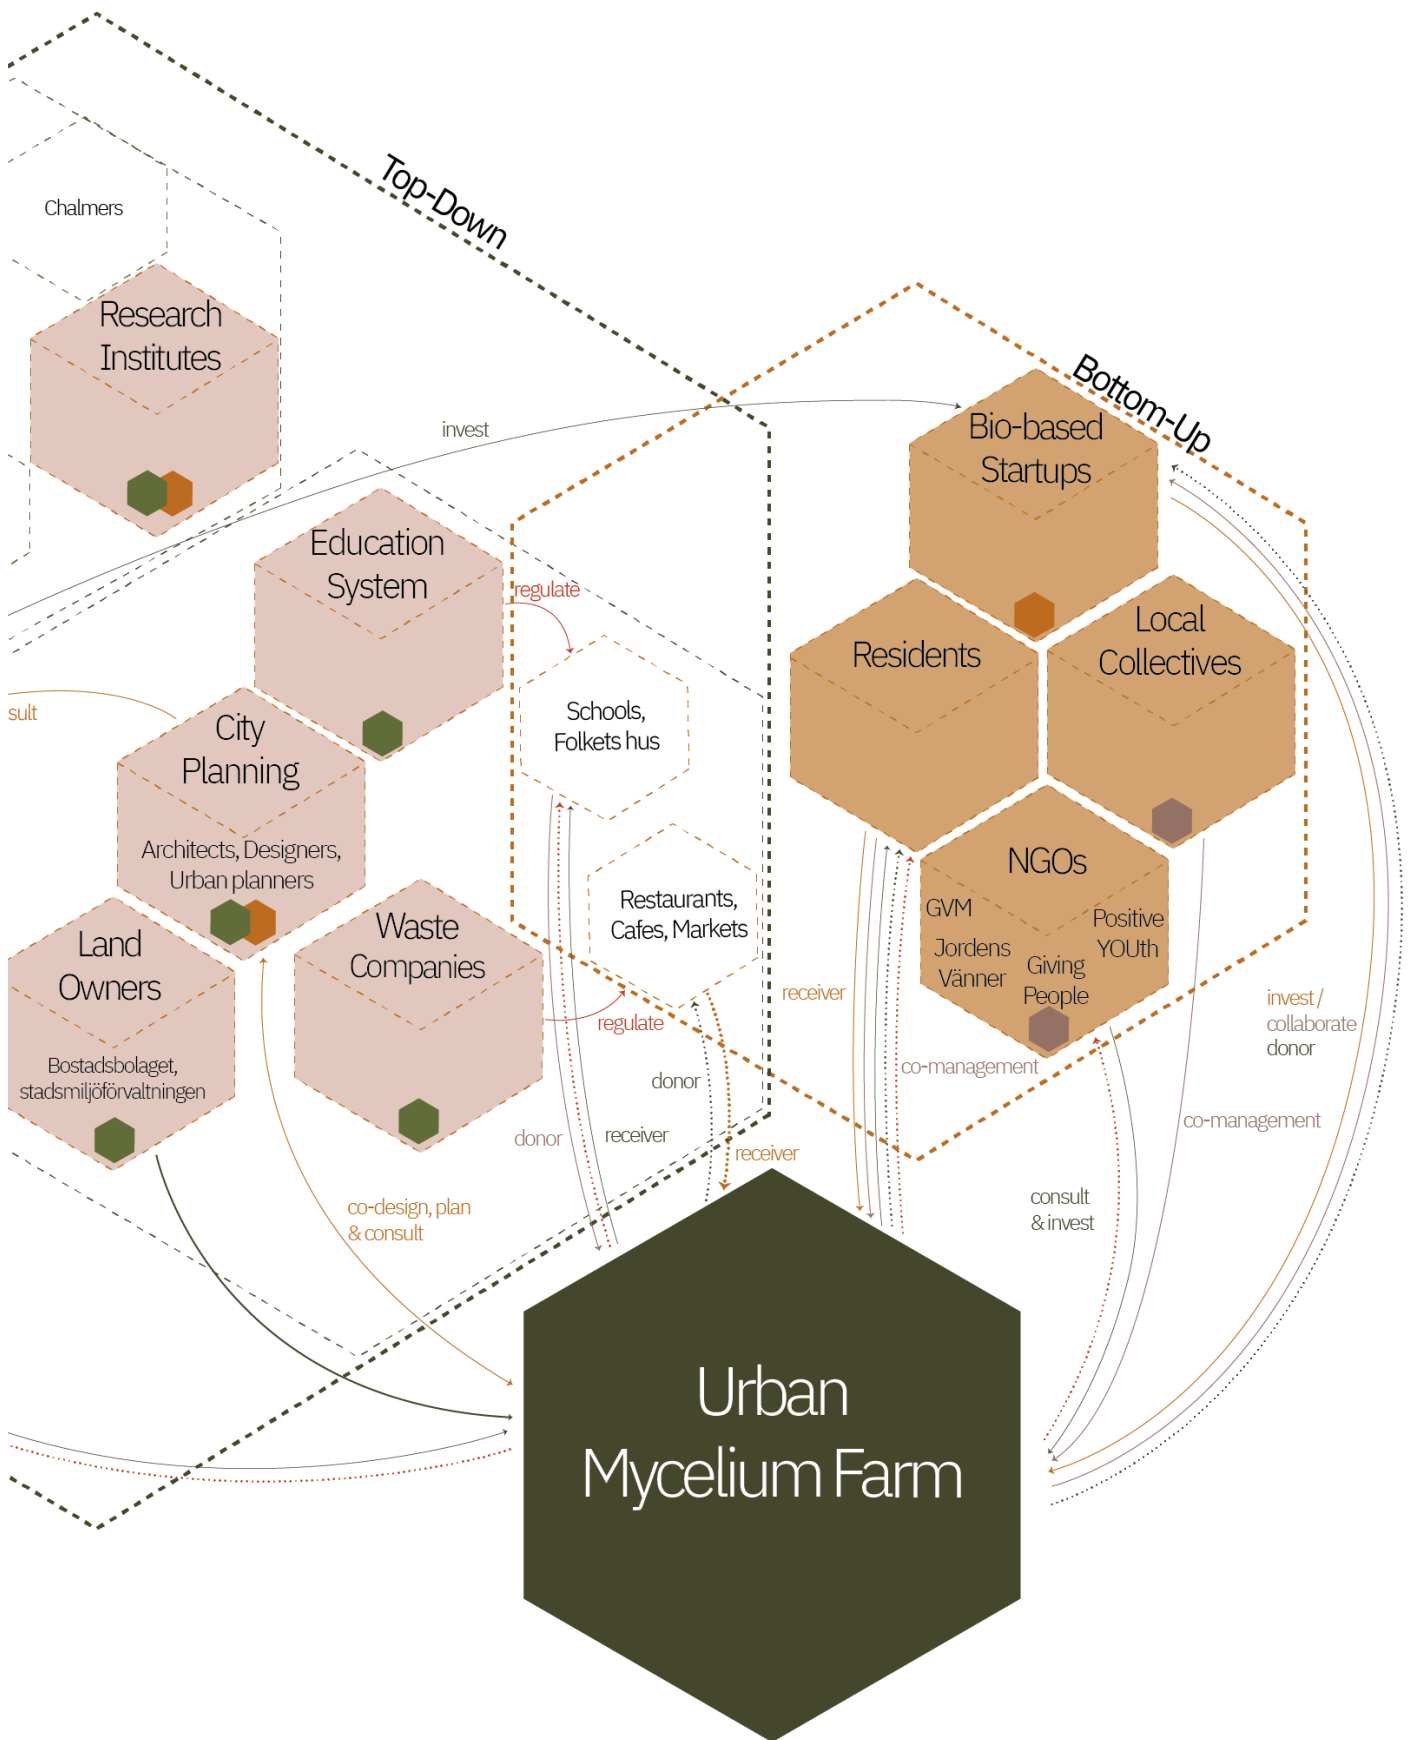 Top-Down
Chalmers
Research
Institutes
Bottom-Up
invest
Bio-based
Startups
Education
System
regulate
Residents
Local
Collectives
sult
City
Planning
Architects, Designers,
Urban planners
Schools,
Folkets hus
NGOs
GVM
Jordens
Vänner
Giving
People
Positive
YOUth
Restaurants,
Cafes, Markets
Land
Owners
Bostadsbolaget,
stadsmiljöförvaltningen
Waste
Companies
regulate
receiver
invest /
collaborate
donor
donor
co-management
co-management
donor
receiver
receiver
co-design, plan
& consult
consult
& invest
Urban
Mycelium Farm